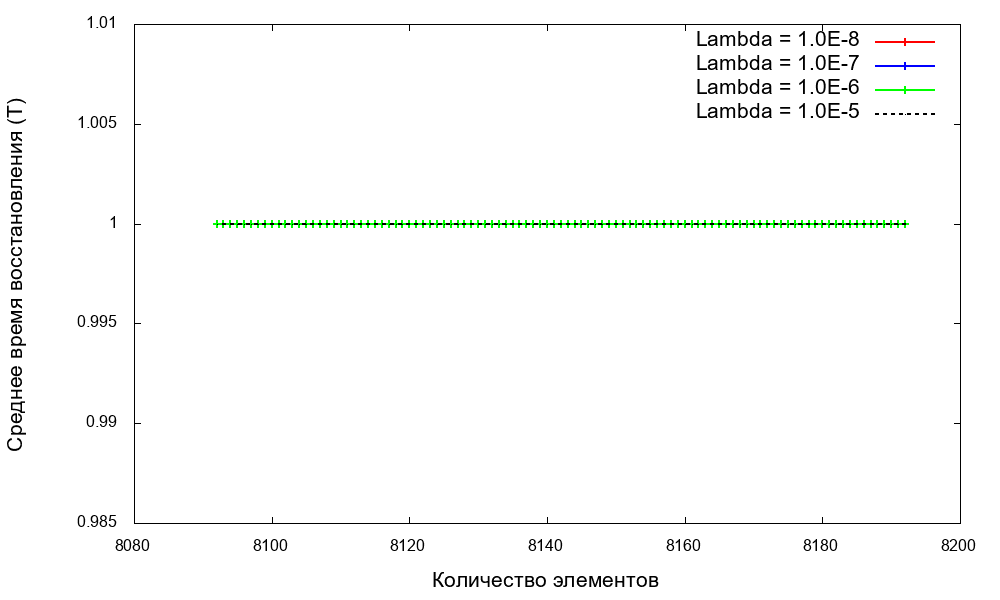 1.01
1.005
1
0.995
0.99
0.985
8080 8100 8120 8140 8160 8180 8200
Среднее время восстановления (T)
Количество элементов
Lambda = 1.0E-8
Lambda = 1.0E-7
Lambda = 1.0E-6
Lambda = 1.0E-5